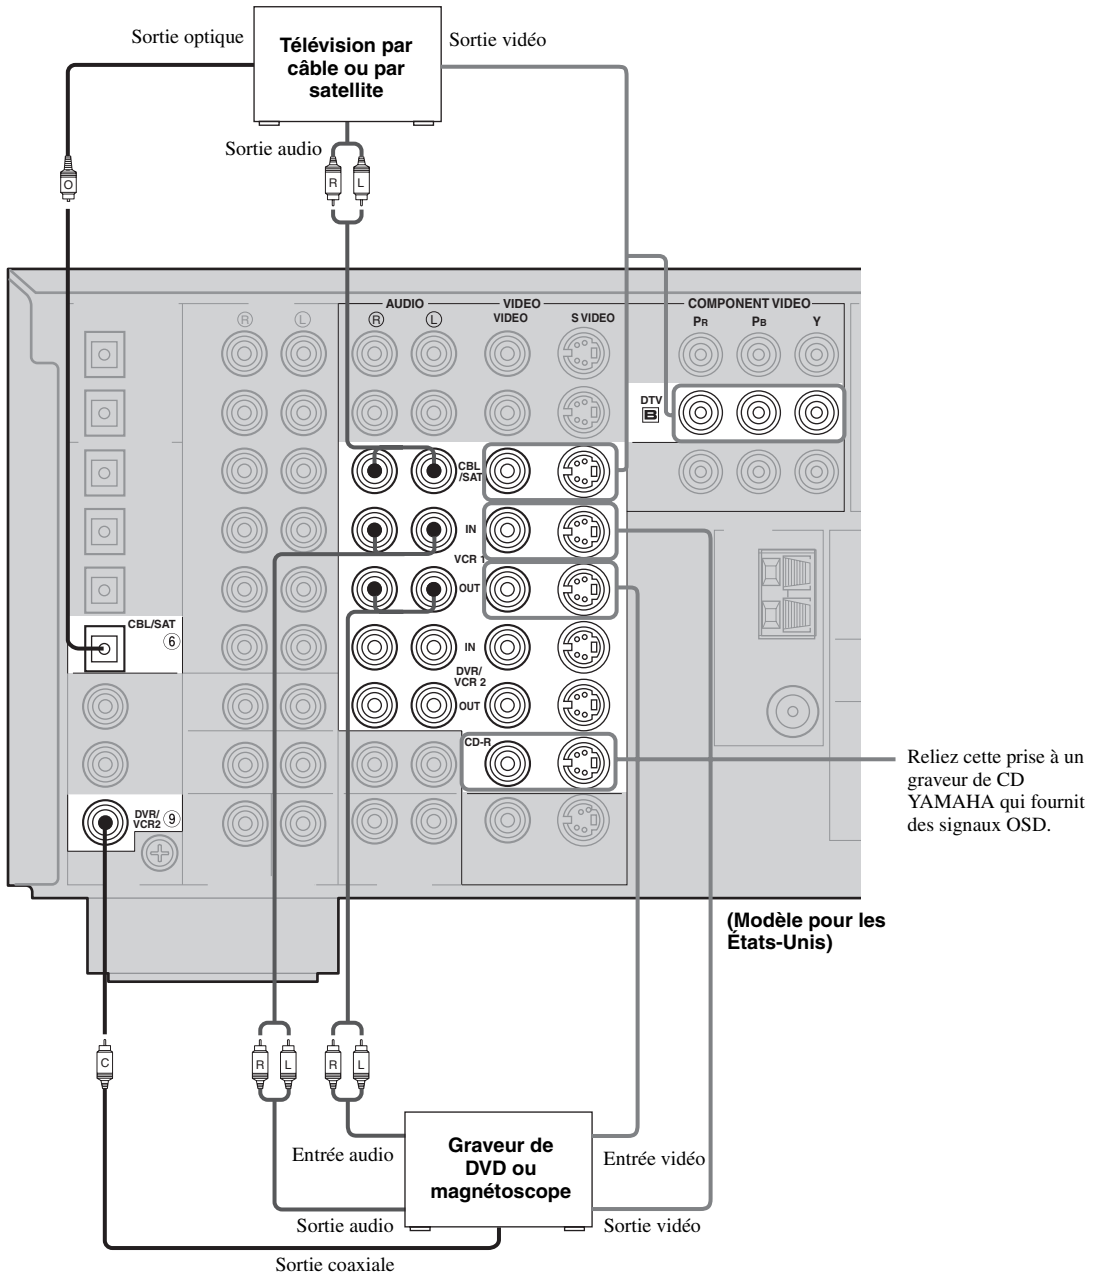 Sortie optique
Télévision par
câble ou par
satellite
Sortie vidéo
Sortie audio
O
R L
AUDIO
VIDEO
COMPONENT VIDEO
R L R L VIDEO S VIDEO PR PB Y
DTV
B
CBL
/SAT
IN
VCR 1
OUT
CBL/SAT
6
IN
DVR/
VCR 2
OUT
CD-R
Reliez cette prise à un
graveur de CD
YAMAHA qui fournit
des signaux OSD.
DVR/
VCR2
9
(Modèle pour les
États-Unis)
C
R L R L
Graveur de
DVD ou
magnétoscope
Entrée audio
Entrée vidéo
Sortie audio
Sortie vidéo
Sortie coaxiale